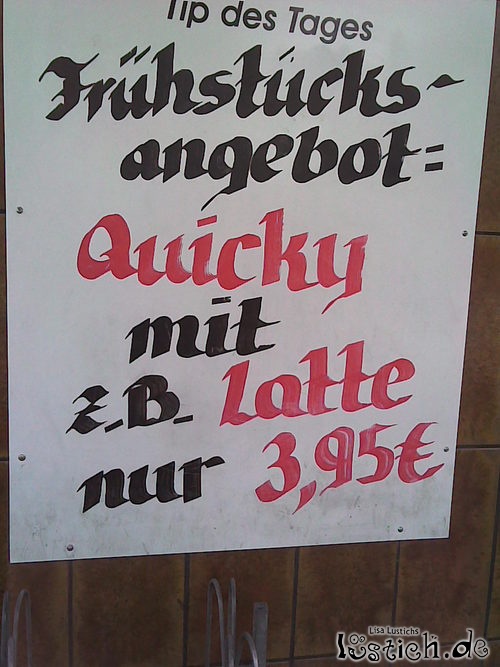 Tip des Tages
Frühstücks-
angebot:
Quicky
mit
z.B. Latte
nur 3,95€
Lisa Lustichs
lustich.de